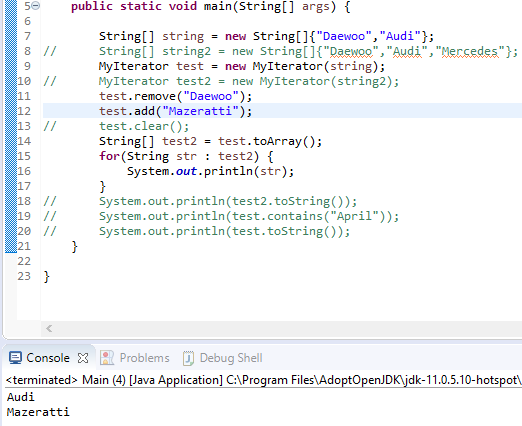 5 public static void main(String[] args) {
6
7 String[] string = new String[]{"Daewoo","Audi"};
8 // String[] string2 = new String[]{"Daewoo","Audi","Mercedes"};
9 MyIterator test = new MyIterator(string);
10 // MyIterator test2 = new MyIterator(string2);
11 test.remove("Daewoo");
12 test.add("Mazeratti");
13 // test.clear();
14 String[] test2 = test.toArray();
15 for(String str : test2) {
16 System.out.println(str);
17 }
18 // System.out.println(test2.toString());
19 // System.out.println(test.contains("April"));
20 // System.out.println(test.toString());
21 }
22
23 }
Console Problems Debug Shell
<terminated> Main (4) [Java Application] C:\Program Files\AdoptOpenJDK\jdk-11.0.5.10-hotspot\
Audi
Mazeratti